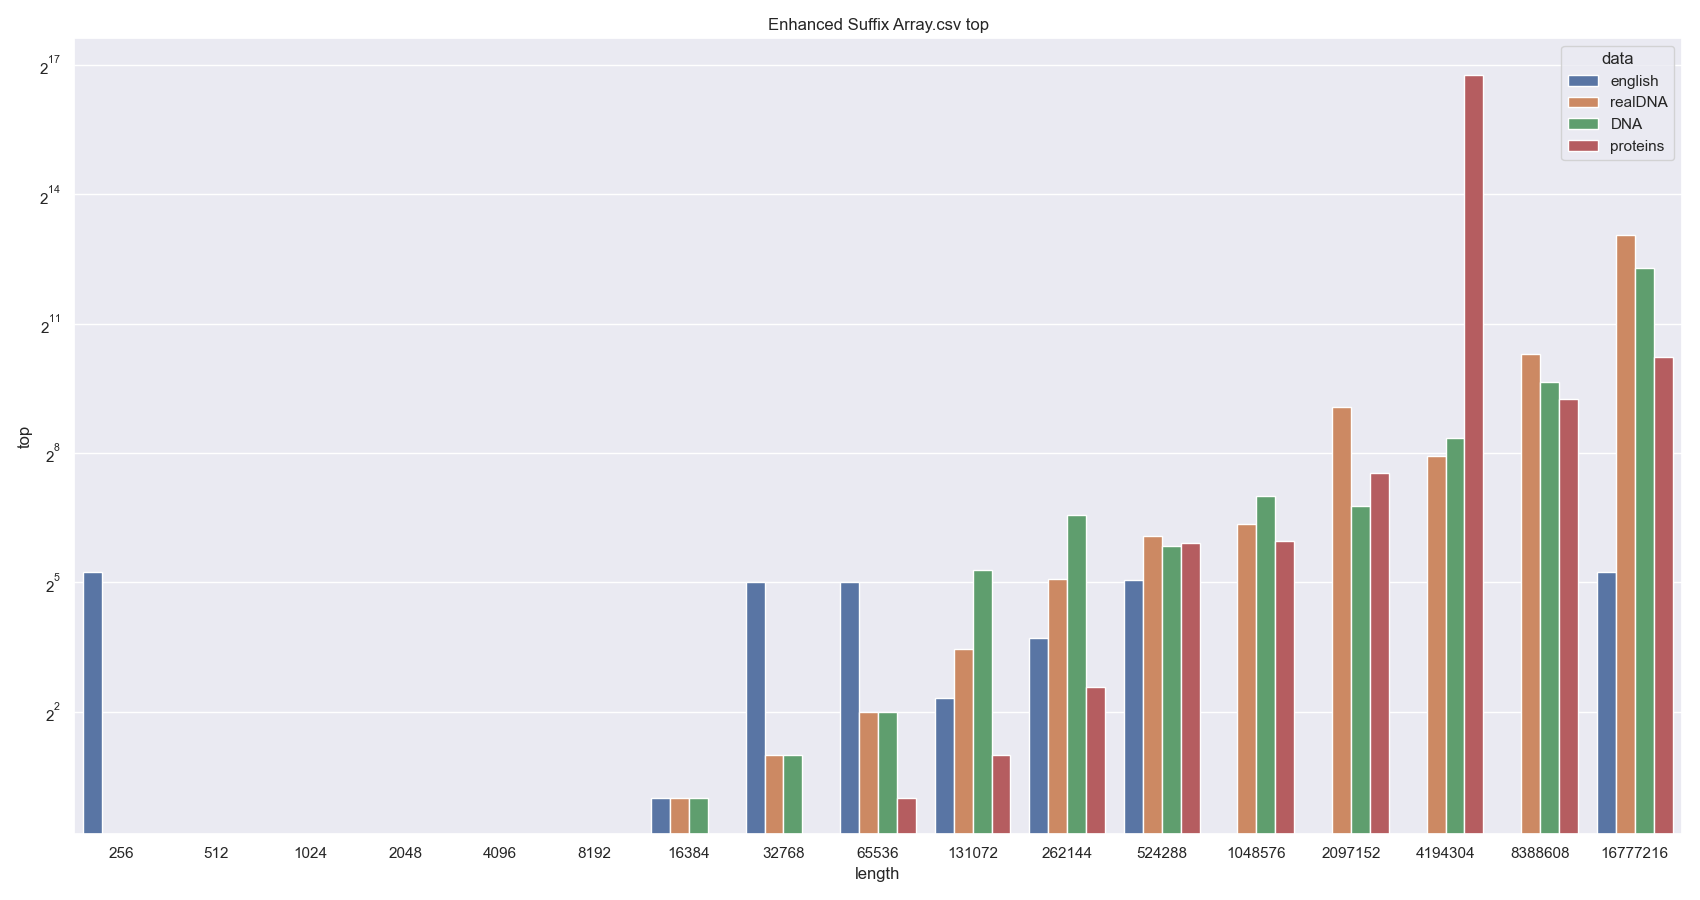 Enhanced Suffix Array.csv top
data
english
realDNA
DNA
proteins
2^17
2^14
2^11
2^8
2^5
2^2
top
256 512 1024 2048 4096 8192 16384 32768 65536 131072 262144 524288 1048576 2097152 4194304 8388608 16777216
length